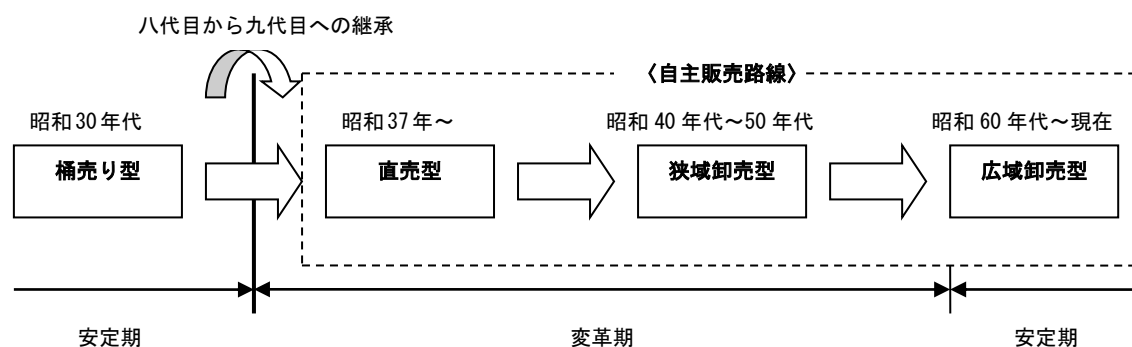 八代目から九代目への継承
〈自主販売路線〉
昭和30年代
昭和37年～
昭和40年代～50年代
昭和60年代～現在
桶売り型
直売型
狭域卸売型
広域卸売型
安定期
変革期
安定期